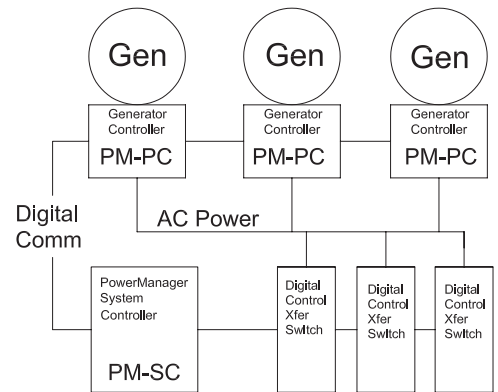 Gen
Gen
Gen
Generator
Controller
PM-PC
Generator
Controller
PM-PC
Generator
Controller
PM-PC
Digital
Comm
AC Power
PowerManager
System
Controller
PM-SC
Digital
Control
Xfer
Switch
Digital
Control
Xfer
Switch
Digital
Control
Xfer
Switch